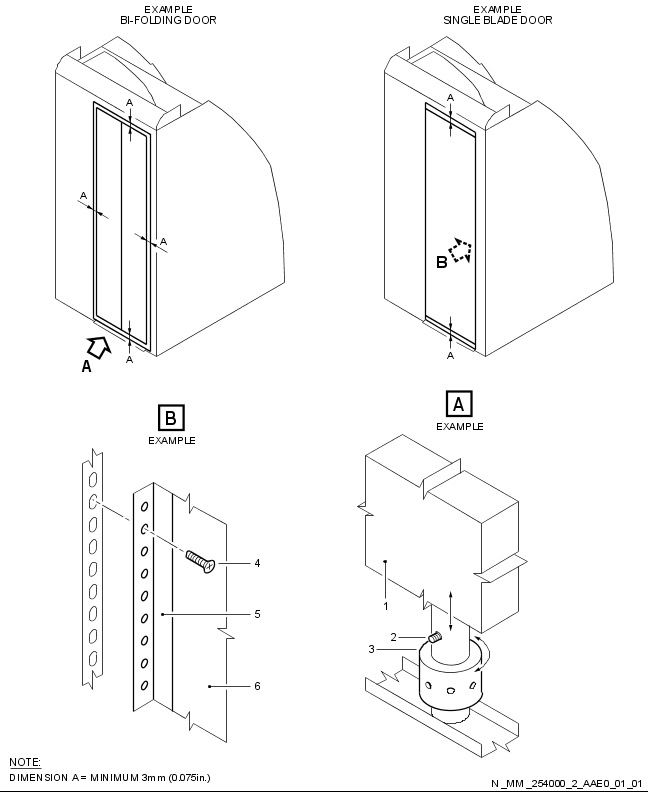 EXAMPLE
BI-FOLDING DOOR
EXAMPLE
SINGLE BLADE DOOR
A
A
A
A
A
A
A
B
B
EXAMPLE
A
EXAMPLE
4
5
6
1
2
3
NOTE:
DIMENSION A = MINIMUM 3mm (0.075in.)
N_MM_254000_2_AAE0_01_01